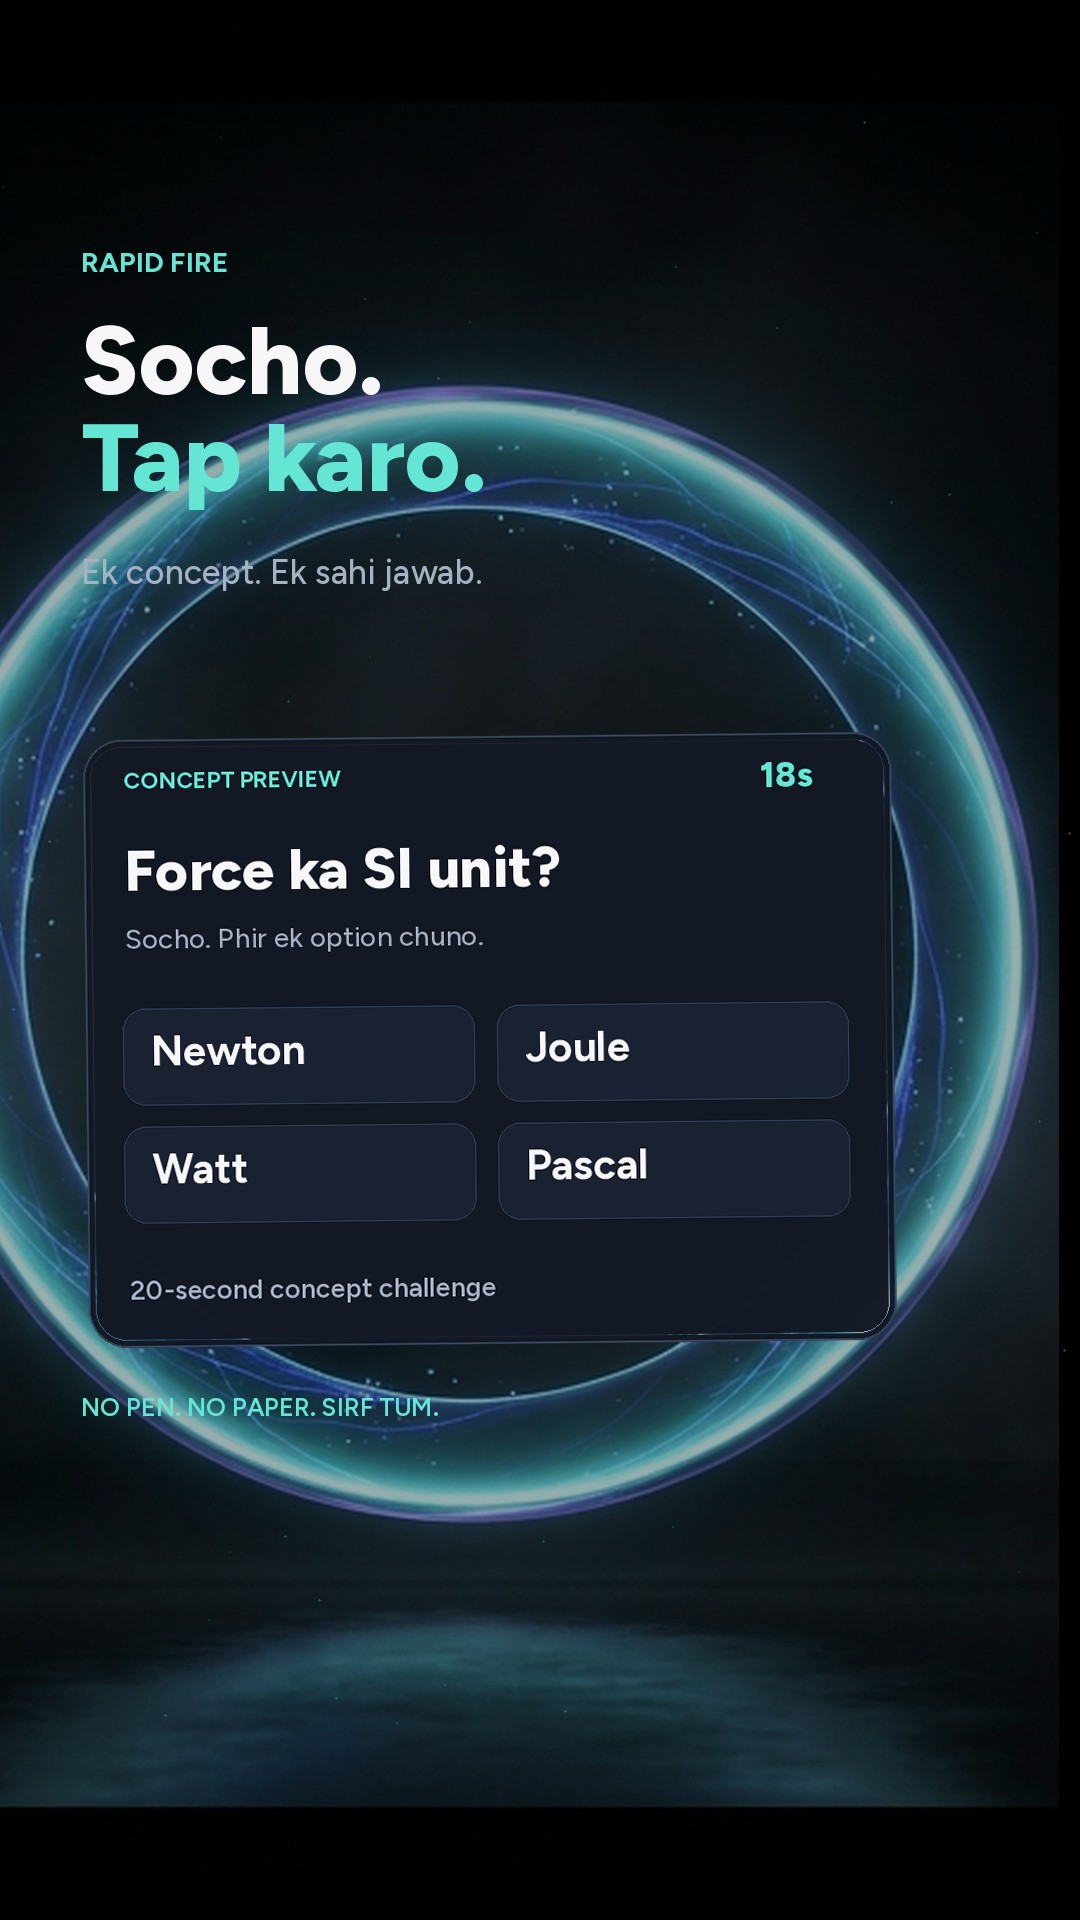 RAPID FIRE
Socho.
Tap karo.
Ek concept. Ek sahi jawab.
CONCEPT PREVIEW
18s
Force ka SI unit?
Socho. Phir ek option chuno.
Newton
Joule
Watt
Pascal
20-second concept challenge
NO PEN. NO PAPER. SIRF TUM.